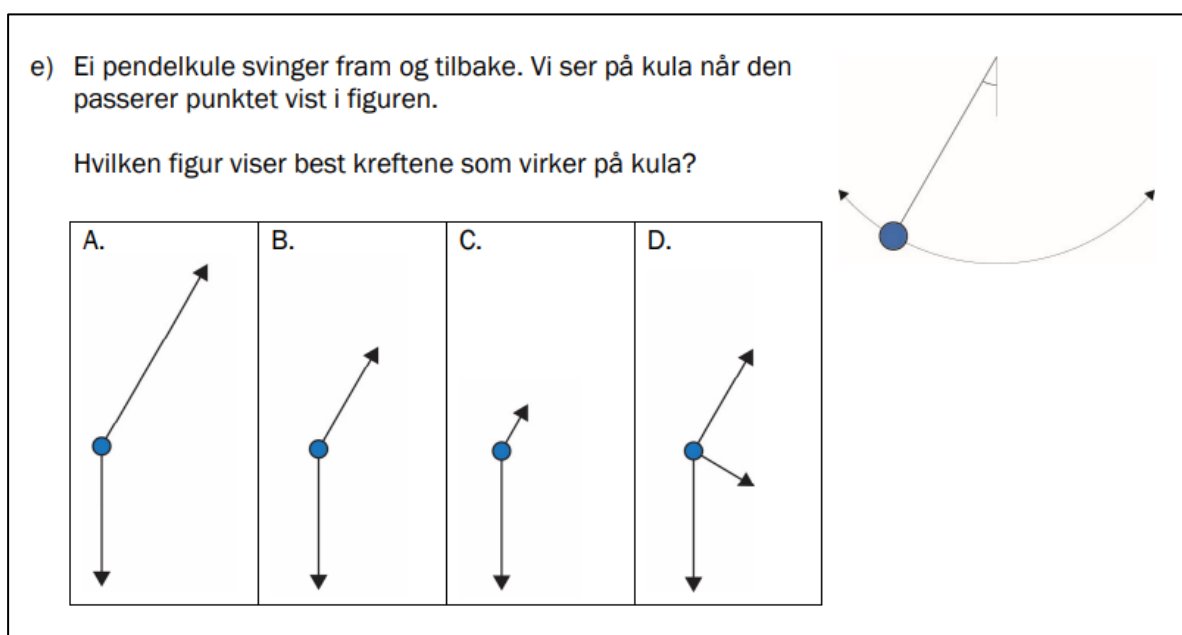 e) Ei pendelkule svinger fram og tilbake. Vi ser på kula når den
passerer punktet vist i figuren.
Hvilken figur viser best kreftene som virker på kula?
A.
B.
C.
D.